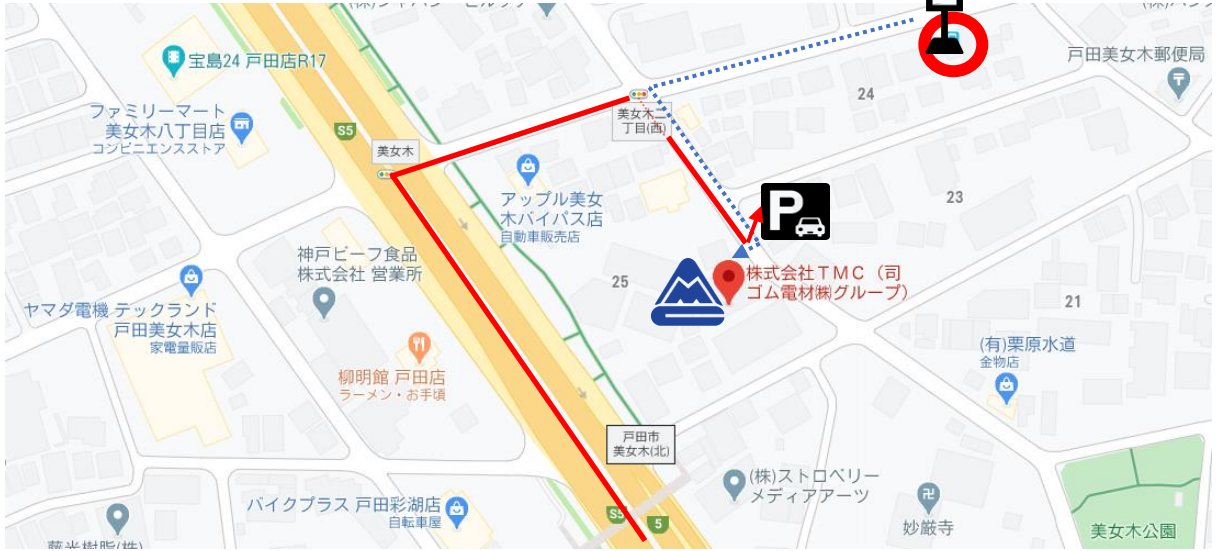 宝島24 戸田店R17
戸田美女木郵便局
ファミリーマート
美女木八丁目店
コンビニエンスストア
S5
美女木
美女木二
丁目(西)
24
アップル美女
木バイパス店
自動車販売店
23
P
神戸ビーフ食品
株式会社 営業所
25
株式会社TMC(司
ゴム電材㈱グループ)
21
ヤマダ電機 テックランド
戸田美女木店
家電量販店
(有)栗原水道
金物店
柳明館 戸田店
ラーメン・お手頃
戸田市
美女木(北)
(株)ストロベリー
メディアアーツ
バイクプラス 戸田彩湖店
自転車屋
S5
5
卍
妙厳寺
美女木公園